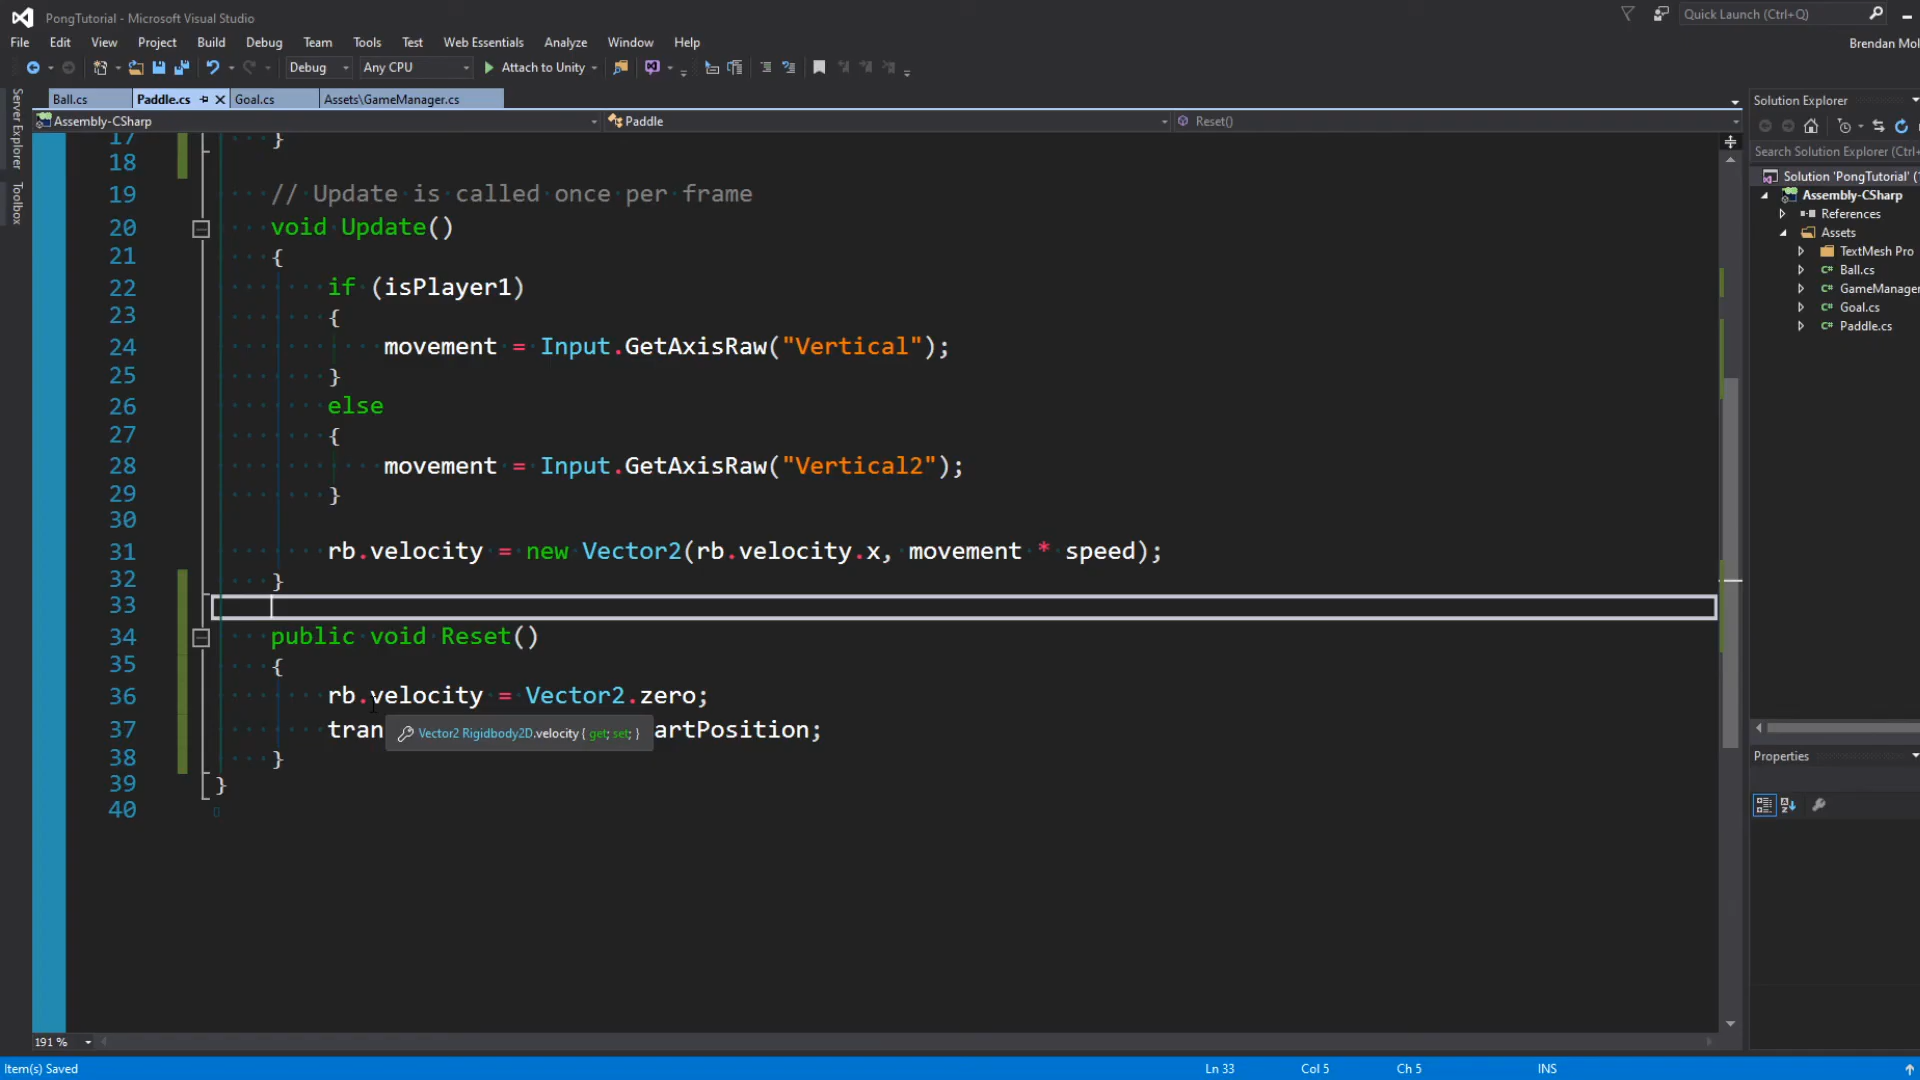 PongTutorial - Microsoft Visual Studio
Quick Launch (Ctrl+Q)
File Edit View Project Build Debug Team Tools Test Web Essentials Analyze Window Help
Brendan Mol
Debug Any CPU Attach to Unity
Ball.cs Paddle.cs Goal.cs Assets\GameManager.cs
Assembly-CSharp Paddle Reset()
Server Explorer
Toolbox
17 }
18
19 // Update is called once per frame
20 void Update()
21 {
22 if (isPlayer1)
23 {
24 movement = Input.GetAxisRaw("Vertical");
25 }
26 else
27 {
28 movement = Input.GetAxisRaw("Vertical2");
29 }
30
31 rb.velocity = new Vector2(rb.velocity.x, movement * speed);
32 }
33
34 public void Reset()
35 {
36 rb.velocity = Vector2.zero;
37 tran artPosition;
Vector2 Rigidbody2D.velocity { get; set; }
38 }
39 }
40
Solution Explorer
Search Solution Explorer (Ctrl+
Solution 'PongTutorial' (
Assembly-CSharp
References
Assets
TextMesh Pro
Ball.cs
GameManager
Goal.cs
Paddle.cs
Properties
191 %
Item(s) Saved Ln 33 Col 5 Ch 5 INS